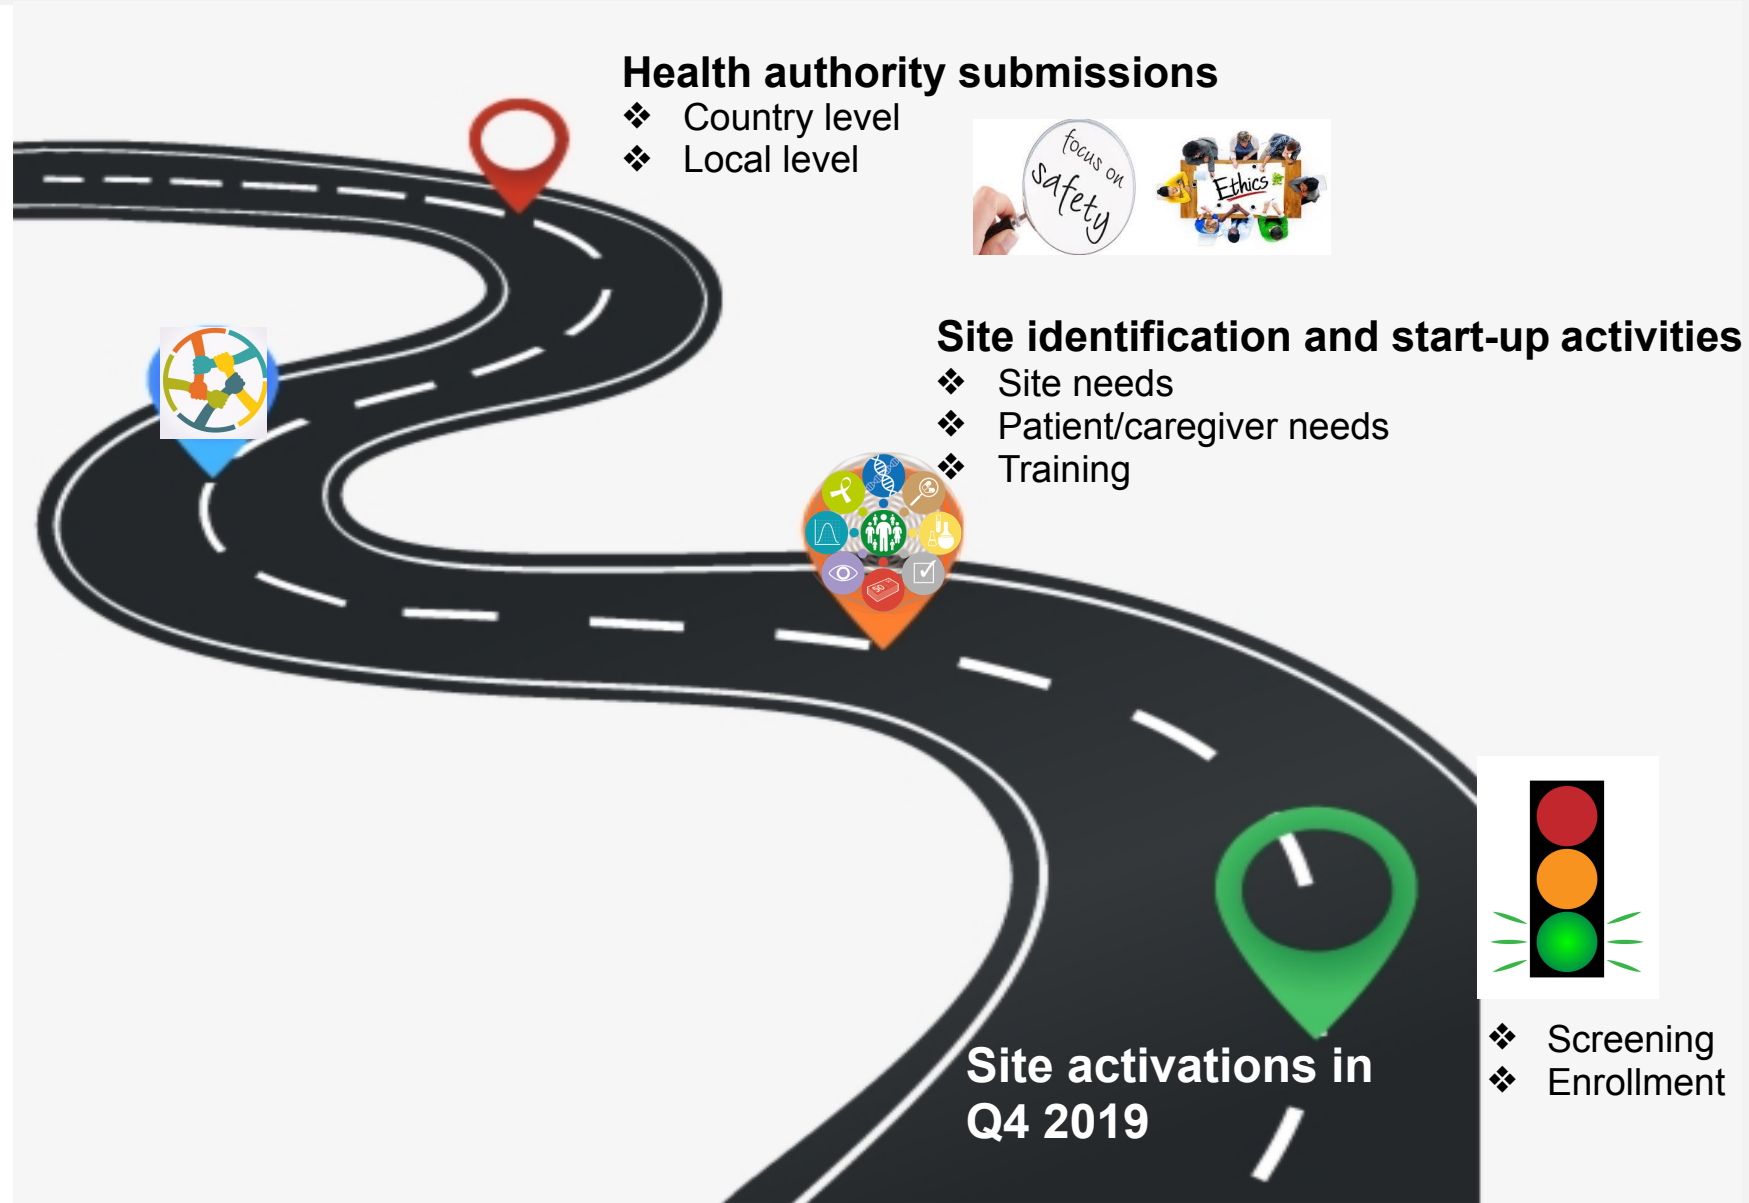 Health authority submissions
❖ Country level
❖ Local level
focus on
safety
Ethics
Site identification and start-up activities
❖ Site needs
❖ Patient/caregiver needs
❖ Training
50
Site activations in
Q4 2019
❖ Screening
❖ Enrollment